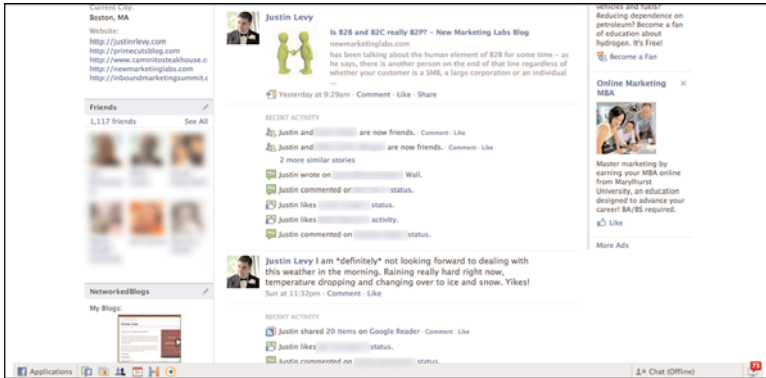 Current City:
Boston, MA
Website:
http://justinrlevy.com
http://primecutsblog.com
http://www.caminitosteakhouse.c
http://newmarketinglabs.com
http://inboundmarketingsummit.c
Friends
1,117 friends See All
NetworkedBlogs
My Blogs:
Justin Levy
Is B2B and B2C really B2P? – New Marketing Labs Blog
newmarketinglabs.com
has been talking about the human element of B2B for some time – as
he says, there is another person on the end of that line regardless of
whether your customer is a SMB, a large corporation or an individual
...
Yesterday at 9:29am · Comment · Like · Share
RECENT ACTIVITY
Justin and are now friends. · Comment · Like
Justin and are now friends. · Comment · Like
2 more similar stories
Justin wrote on Wall.
Justin commented on status.
Justin likes status.
Justin likes activity.
Justin commented on status.
Justin Levy I am *definitely* not looking forward to dealing with
this weather in the morning. Raining really hard right now,
temperature dropping and changing over to ice and snow. Yikes!
Sun at 11:32pm · Comment · Like
RECENT ACTIVITY
Justin shared 20 items on Google Reader · Comment · Like
Justin likes status.
Justin commented on status.
vehicles and fuels?
Reducing dependence on
petroleum? Become a fan
of education about
hydrogen. It's Free!
Become a Fan
Online Marketing
MBA
Master marketing by
earning your MBA online
from Marylhurst
University, an education
designed to advance your
career! BA/BS required.
Like
More Ads
Applications
Chat (Offline)
73